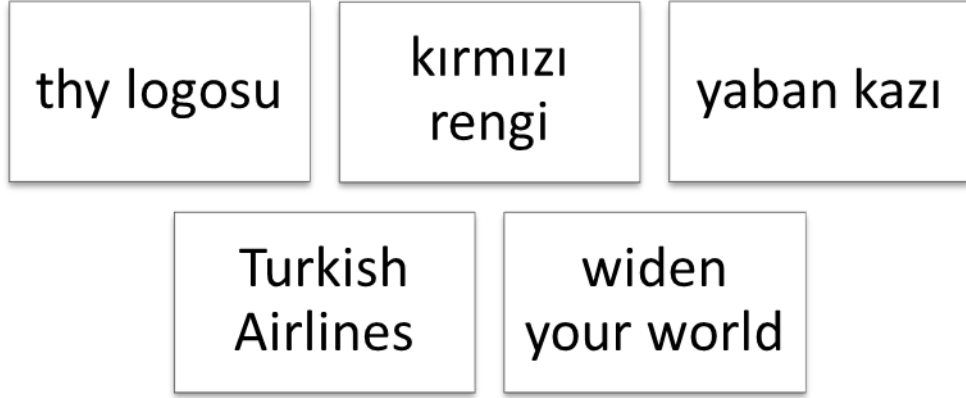 thy logosu
kırmızı
rengi
yaban kazı
Turkish
Airlines
widen
your world